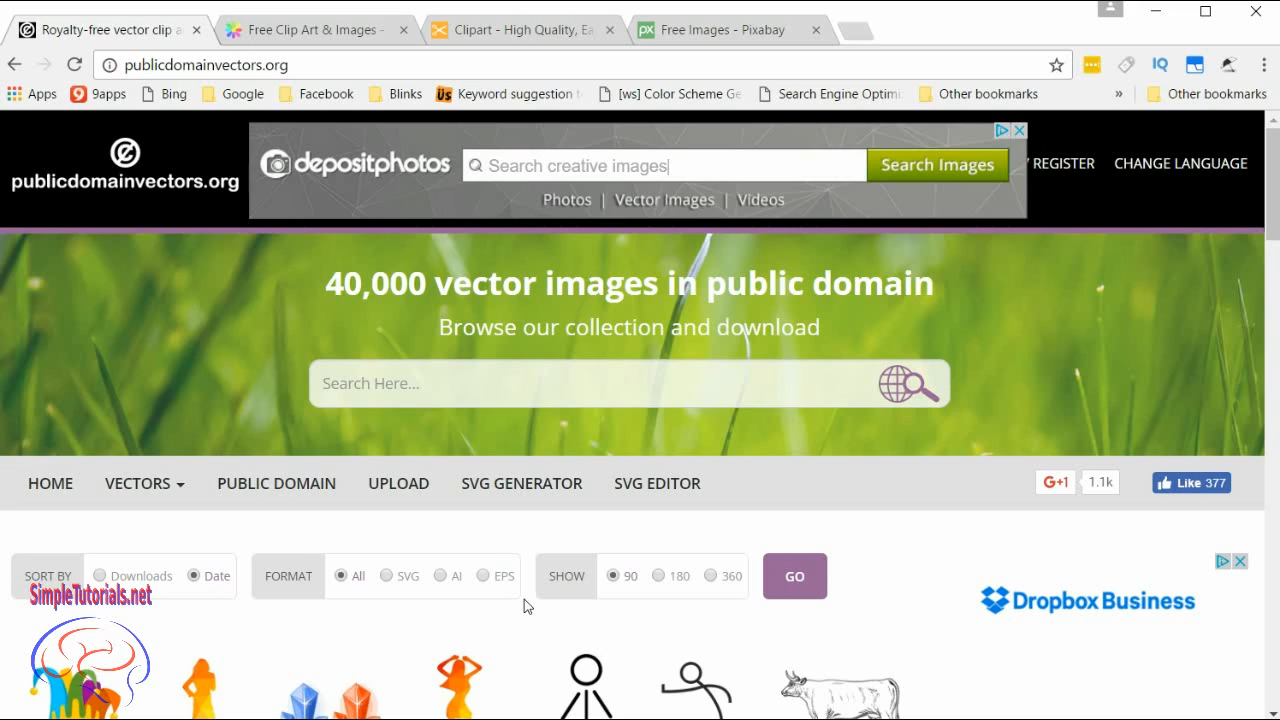 Royalty-free vector clip a
Free Clip Art & Images -
Clipart - High Quality, Ea
Free Images - Pixabay
publicdomainvectors.org
Apps
9apps
Bing
Google
Facebook
Blinks
Keyword suggestion t
[ws] Color Scheme Ge
Search Engine Optimi
Other bookmarks
»
Other bookmarks
publicdomainvectors.org
depositphotos
Search creative images
Search Images
Photos | Vector Images | Videos
/ REGISTER
CHANGE LANGUAGE
40,000 vector images in public domain
Browse our collection and download
Search Here...
HOME
VECTORS
PUBLIC DOMAIN
UPLOAD
SVG GENERATOR
SVG EDITOR
G+1
1.1k
Like 377
SORT BY
Downloads
Date
FORMAT
All
SVG
AI
EPS
SHOW
90
180
360
GO
Dropbox Business
SimpleTutorials.net